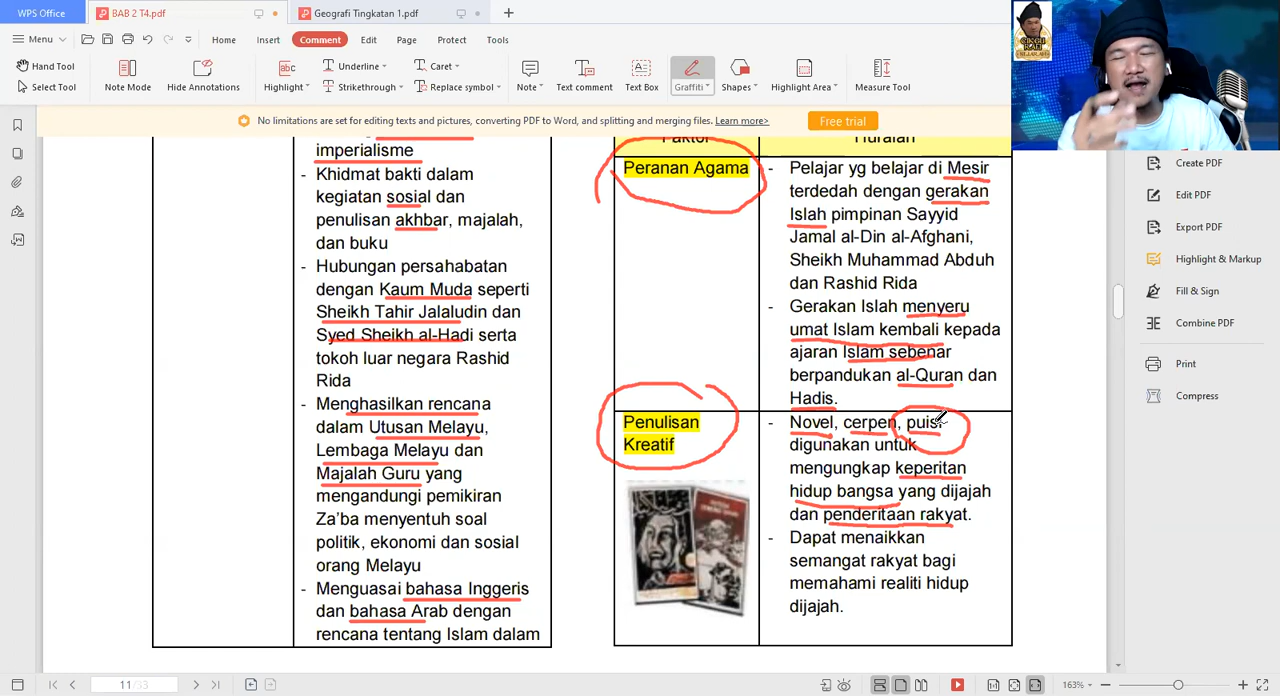 WPS Office
BAB 2 T4.pdf
Geografi Tingkatan 1.pdf
Menu
Home
Insert
Comment
Edit
Page
Protect
Tools
Hand Tool
Select Tool
Note Mode
Hide Annotations
Highlight
Underline
Strikethrough
Caret
Replace symbol
Note
Text comment
Text Box
Graffiti
Shapes
Highlight Area
Measure Tool
No limitations are set for editing texts and pictures, converting PDF to Word, and splitting and merging files. Learn more>
Free trial
imperialisme
- Khidmat bakti dalam
kegiatan sosial dan
penulisan akhbar, majalah,
dan buku
- Hubungan persahabatan
dengan Kaum Muda seperti
Sheikh Tahir Jalaludin dan
Syed Sheikh al-Hadi serta
tokoh luar negara Rashid
Rida
- Menghasilkan rencana
dalam Utusan Melayu,
Lembaga Melayu dan
Majalah Guru yang
mengandungi pemikiran
Za'ba menyentuh soal
politik, ekonomi dan sosial
orang Melayu
- Menguasai bahasa Inggeris
dan bahasa Arab dengan
rencana tentang Islam dalam
Faktor
Huraian
Peranan Agama
- Pelajar yg belajar di Mesir
terdedah dengan gerakan
Islah pimpinan Sayyid
Jamal al-Din al-Afghani,
Sheikh Muhammad Abduh
dan Rashid Rida
- Gerakan Islah menyeru
umat Islam kembali kepada
ajaran Islam sebenar
berpandukan al-Quran dan
Hadis.
Penulisan
Kreatif
- Novel, cerpen, puisi
digunakan untuk
mengungkap keperitan
hidup bangsa yang dijajah
dan penderitaan rakyat.
- Dapat menaikkan
semangat rakyat bagi
memahami realiti hidup
dijajah.
Create PDF
Edit PDF
Export PDF
Highlight & Markup
Fill & Sign
Combine PDF
Print
Compress
11/33
163%